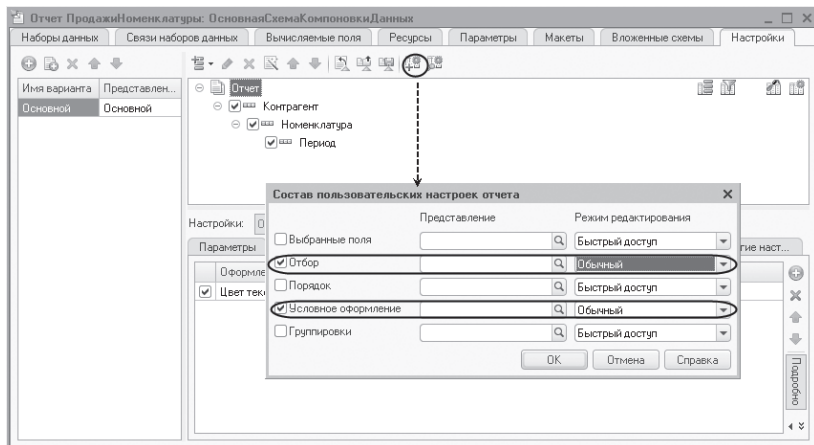 Отчет ПродажиНоменклатуры: ОсновнаяСхемаКомпоновкиДанных
Наборы данных Связи наборов данных Вычисляемые поля Ресурсы Параметры Макеты Вложенные схемы Настройки
Имя варианта Представлен...
Основной Основной
Отчет
Контрагент
Номенклатура
Период
Состав пользовательских настроек отчета
Настройки:
Представление Режим редактирования
Выбранные поля Быстрый доступ
Параметры гие наст...
Отбор Обычный
Оформле
Порядок Быстрый доступ
Цвет тек
Условное оформление Обычный
Группировки Быстрый доступ
ОК Отмена Справка
Подробно